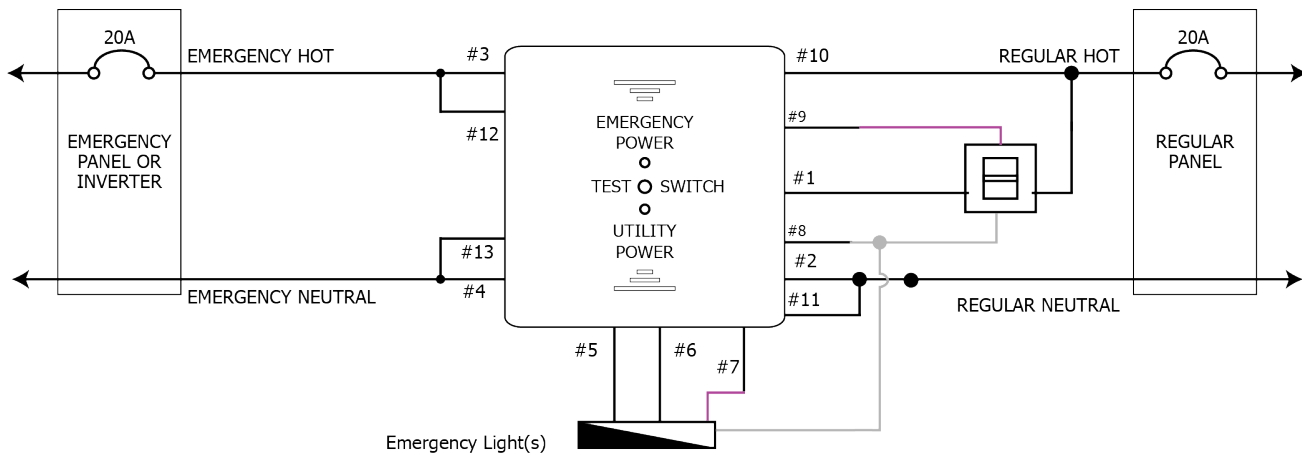 20A
EMERGENCY HOT
EMERGENCY
PANEL OR
INVERTER
EMERGENCY NEUTRAL
#3
#12
#13
#4
EMERGENCY
POWER
TEST SWITCH
UTILITY
POWER
#10
#9
#1
#8
#2
#11
REGULAR HOT
20A
REGULAR
PANEL
REGULAR NEUTRAL
#5
#6
#7
Emergency Light(s)